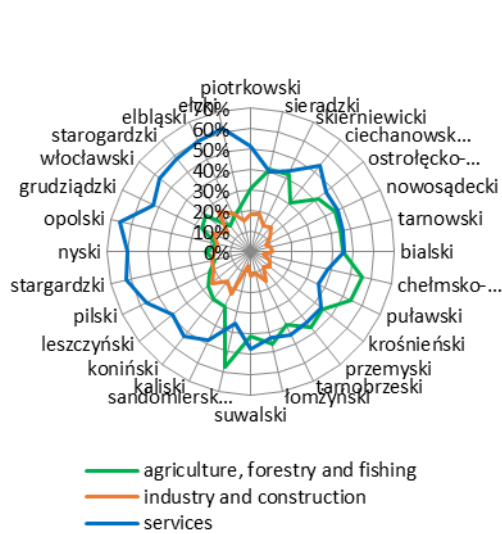 piotrkowski
sieradzki
skierniewicki
ciechanowsk...
ostrołęcko-...
nowosądecki
tarnowski
bialski
chełmsko-...
puławski
krośnieński
przemyski
tarnobrzeski
łomżyński
suwalski
sandomiersk...
kaliski
koniński
leszczyński
pilski
stargardzki
nyski
opolski
grudziądzki
włocławski
starogardzki
elbląski
ełcki
70%
60%
50%
40%
30%
20%
10%
0%
agriculture, forestry and fishing
industry and construction
services